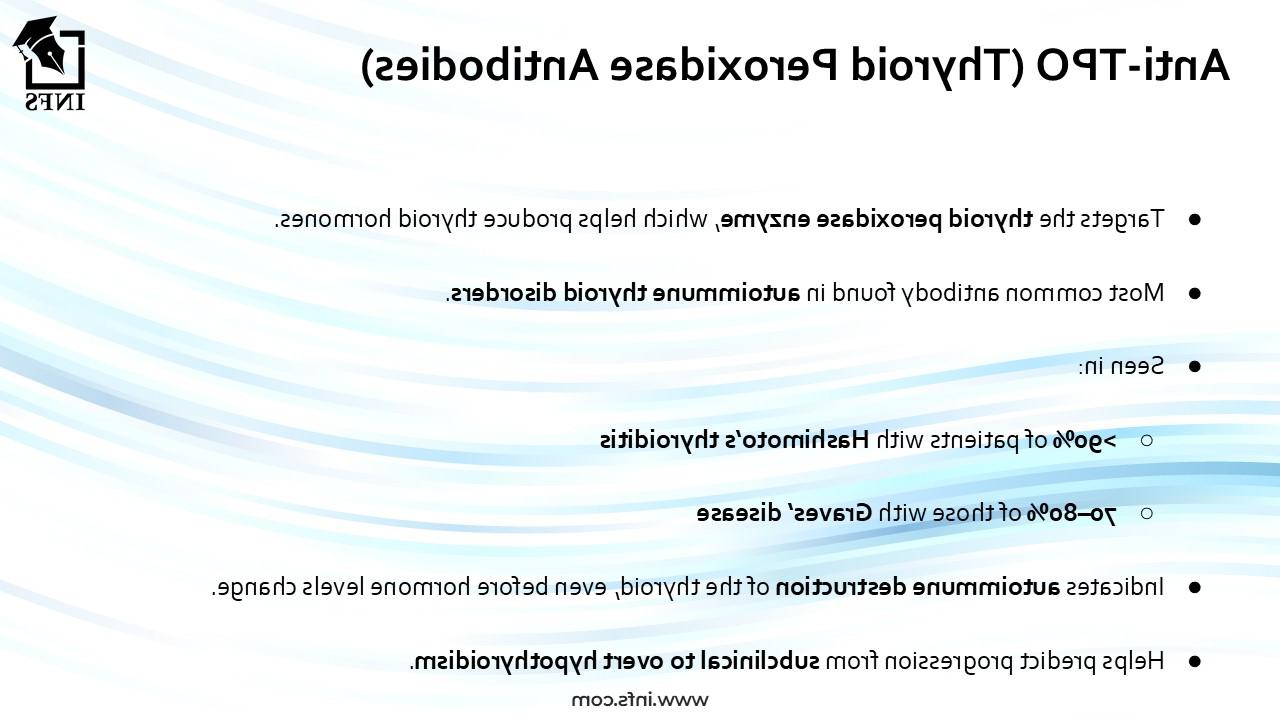 Anti-TPO (Thyroid Peroxidase Antibodies)
INFS
● Targets the thyroid peroxidase enzyme, which helps produce thyroid hormones.
● Most common antibody found in autoimmune thyroid disorders.
● Seen in:
○ >90% of patients with Hashimoto's thyroiditis
○ 70–80% of those with Graves' disease
● Indicates autoimmune destruction of the thyroid, even before hormone levels change.
● Helps predict progression from subclinical to overt hypothyroidism.
www.infs.com